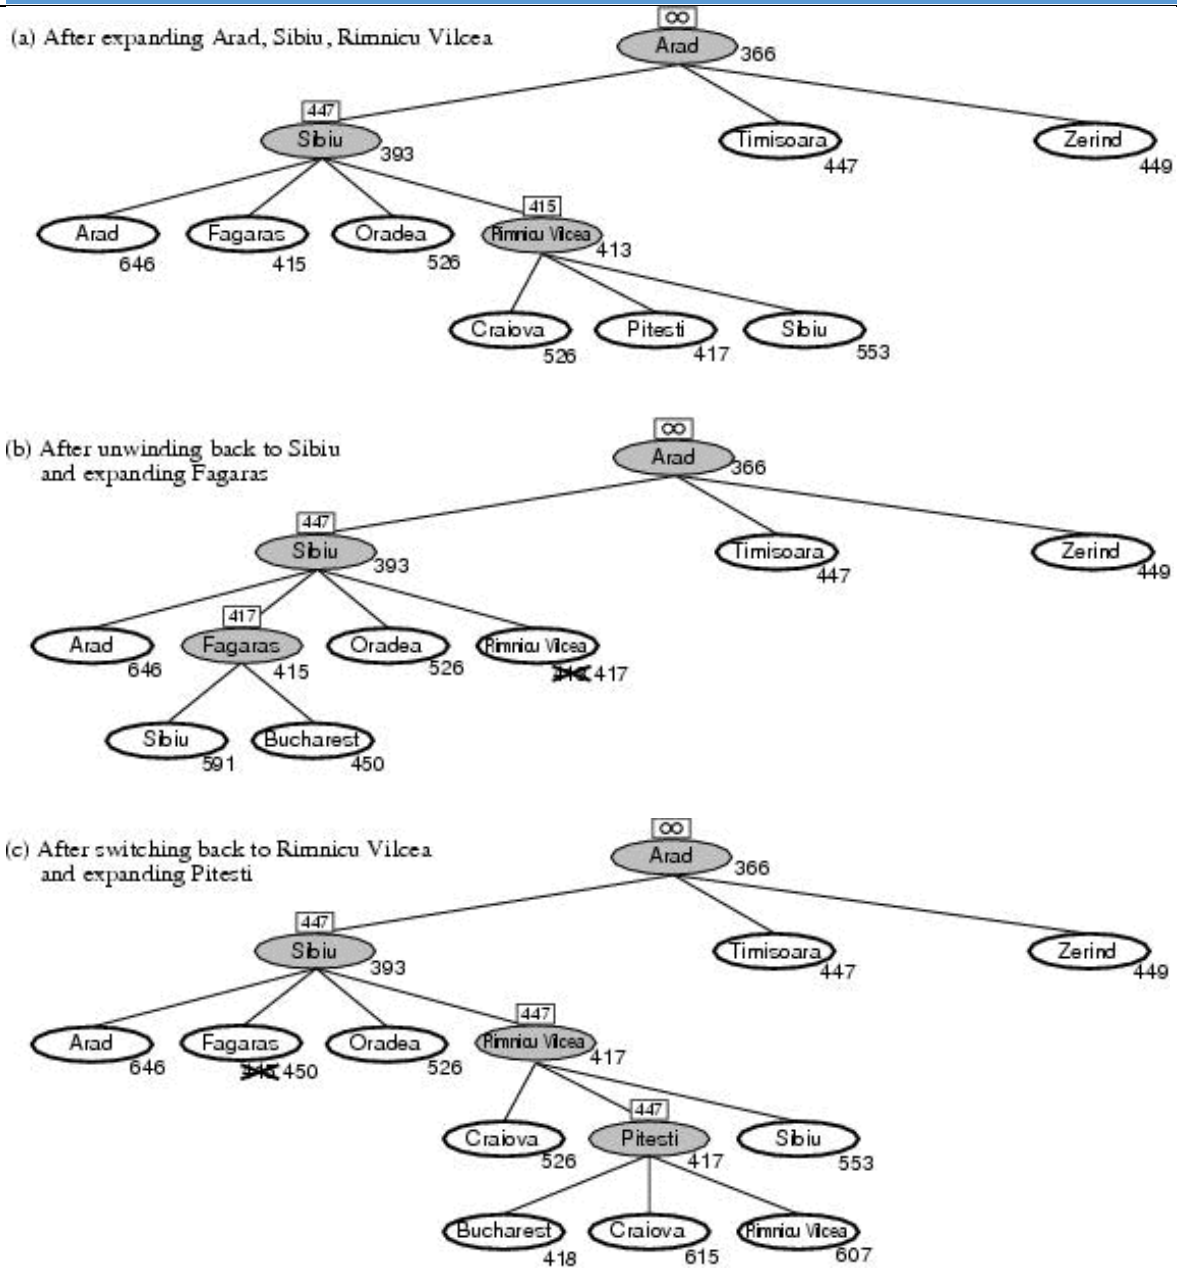 ∞
(a) After expanding Arad, Sibiu, Rimnicu Vilcea
Arad 366
447
Sibiu 393
Timisoara 447
Zerind 449
415
Arad 646
Fagaras 415
Oradea 526
Rimnicu Vilcea 413
Craiova 526
Pitesti 417
Sibiu 553
∞
(b) After unwinding back to Sibiu
and expanding Fagaras
Arad 366
447
Sibiu 393
Timisoara 447
Zerind 449
417
Arad 646
Fagaras 415
Oradea 526
Rimnicu Vilcea 417
Sibiu 591
Bucharest 450
∞
(c) After switching back to Rimnicu Vilcea
and expanding Pitesti
Arad 366
447
Sibiu 393
Timisoara 447
Zerind 449
447
Arad 646
Fagaras 450
Oradea 526
Rimnicu Vilcea 417
447
Craiova 526
Pitesti 417
Sibiu 553
Bucharest 418
Craiova 615
Rimnicu Vilcea 607